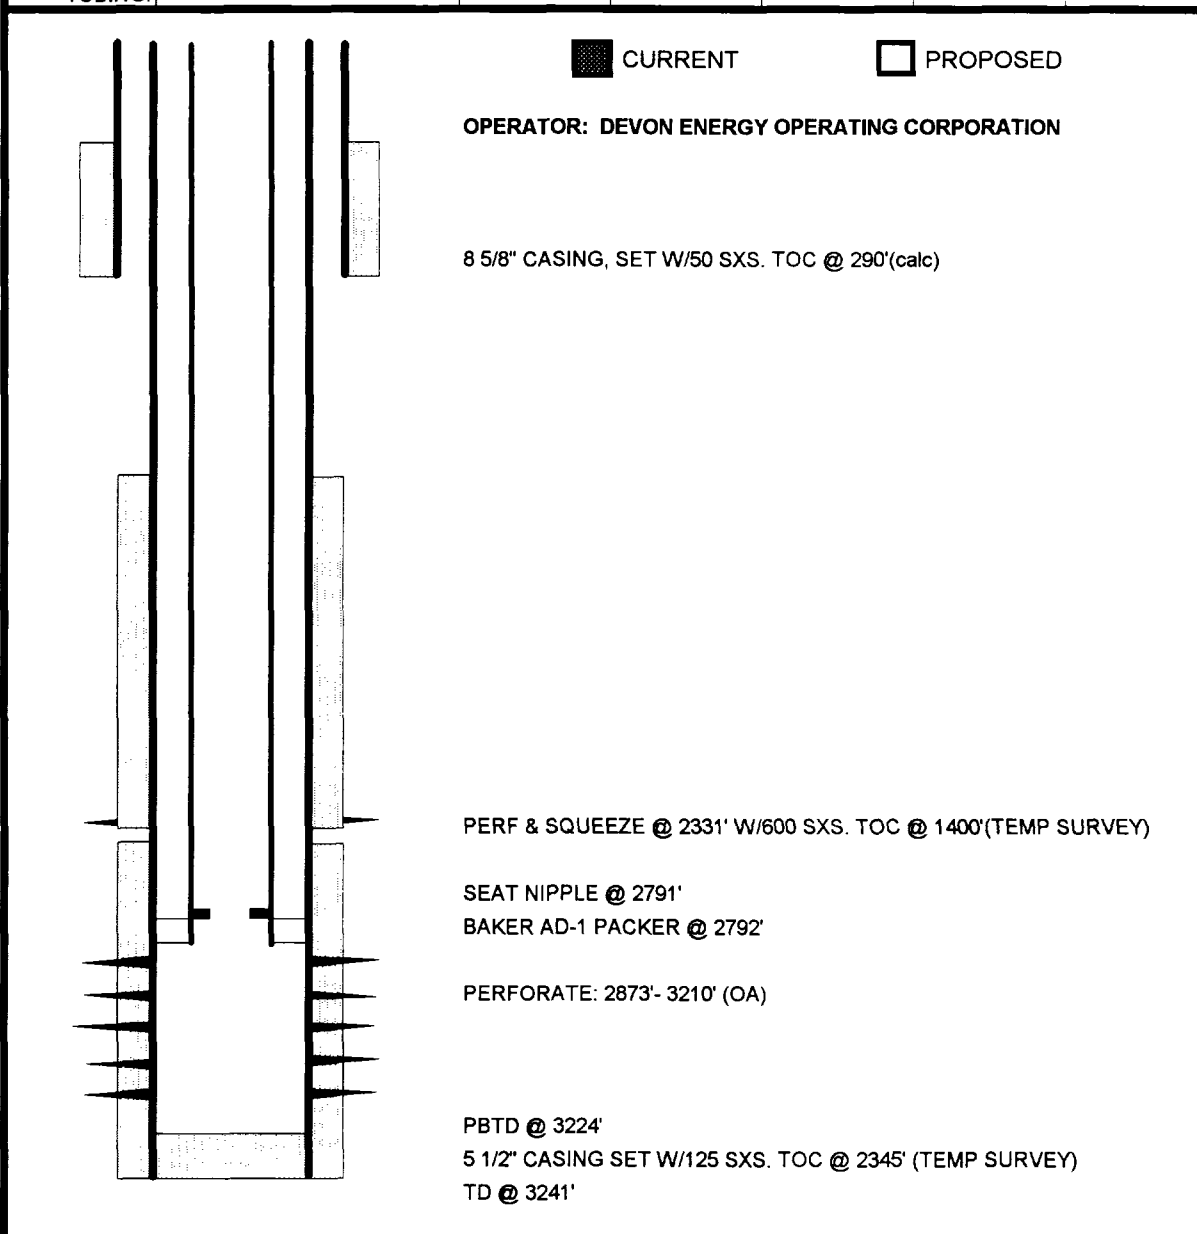 CURRENT PROPOSED
OPERATOR: DEVON ENERGY OPERATING CORPORATION
8 5/8" CASING, SET W/50 SXS. TOC @ 290'(calc)
PERF & SQUEEZE @ 2331' W/600 SXS. TOC @ 1400'(TEMP SURVEY)
SEAT NIPPLE @ 2791'
BAKER AD-1 PACKER @ 2792'
PERFORATE: 2873'- 3210' (OA)
PBTD @ 3224'
5 1/2" CASING SET W/125 SXS. TOC @ 2345' (TEMP SURVEY)
TD @ 3241'